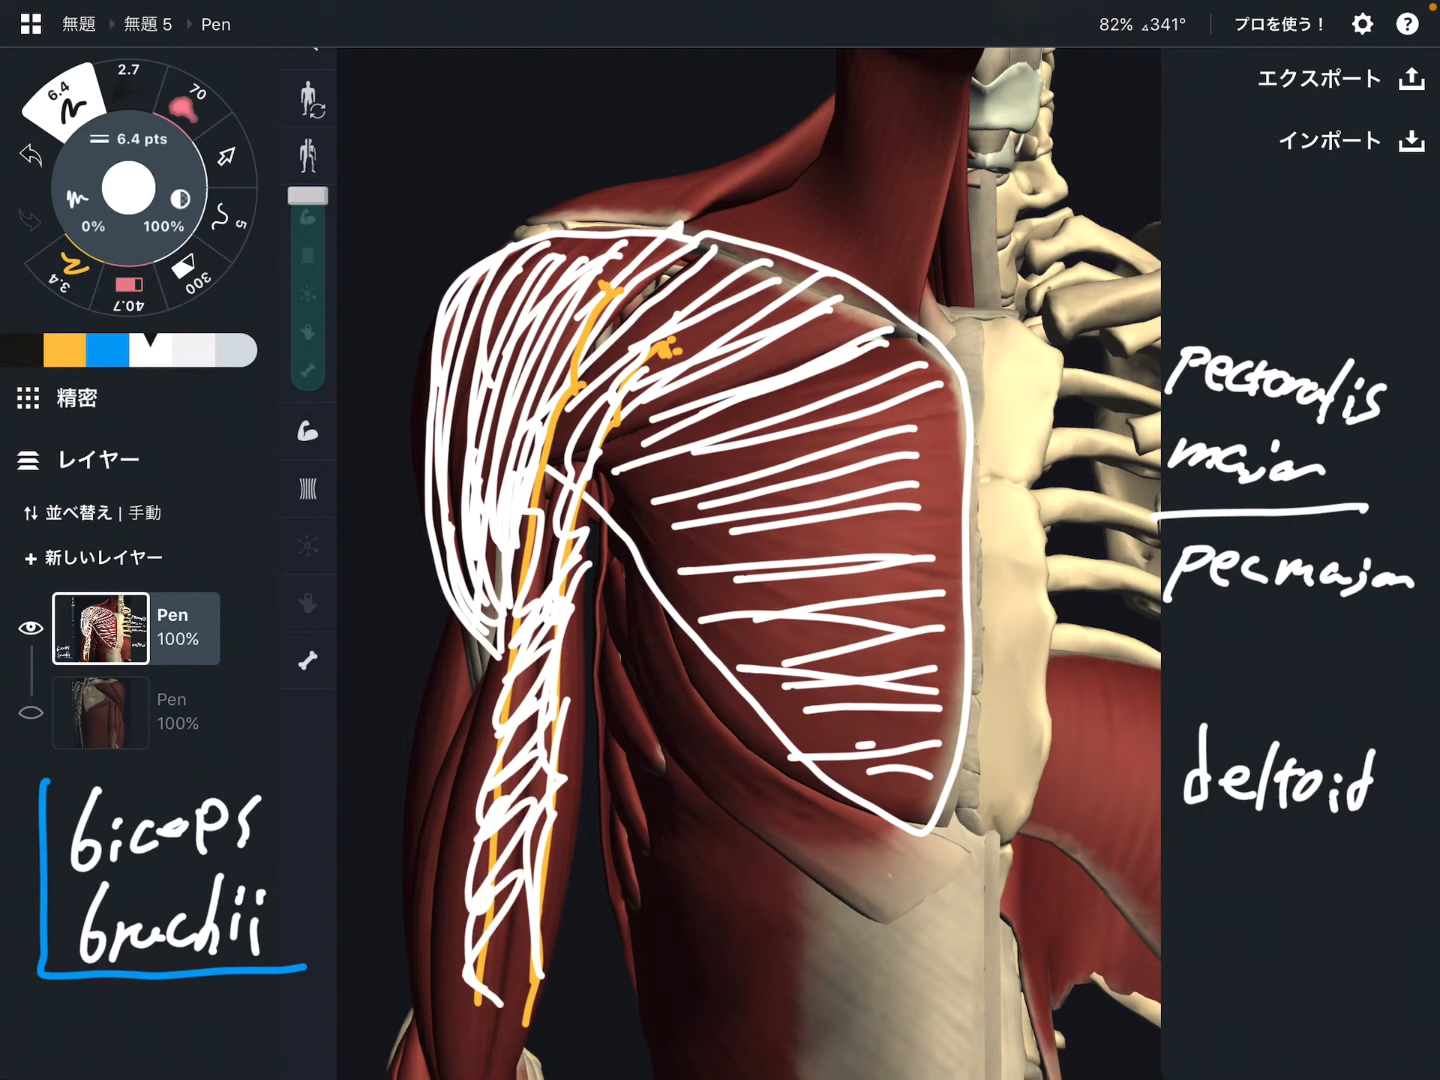 無題 無題 5 Pen
82% ⦟341°
プロを使う!
エクスポート
インポート
2.7
6.4
70
6.4 pts
0%
100%
5
3.4
40.7
300
精密
レイヤー
並べ替え | 手動
+ 新しいレイヤー
Pen
100%
Pen
100%
biceps
brachii
pectoralis
major
pec major
deltoid